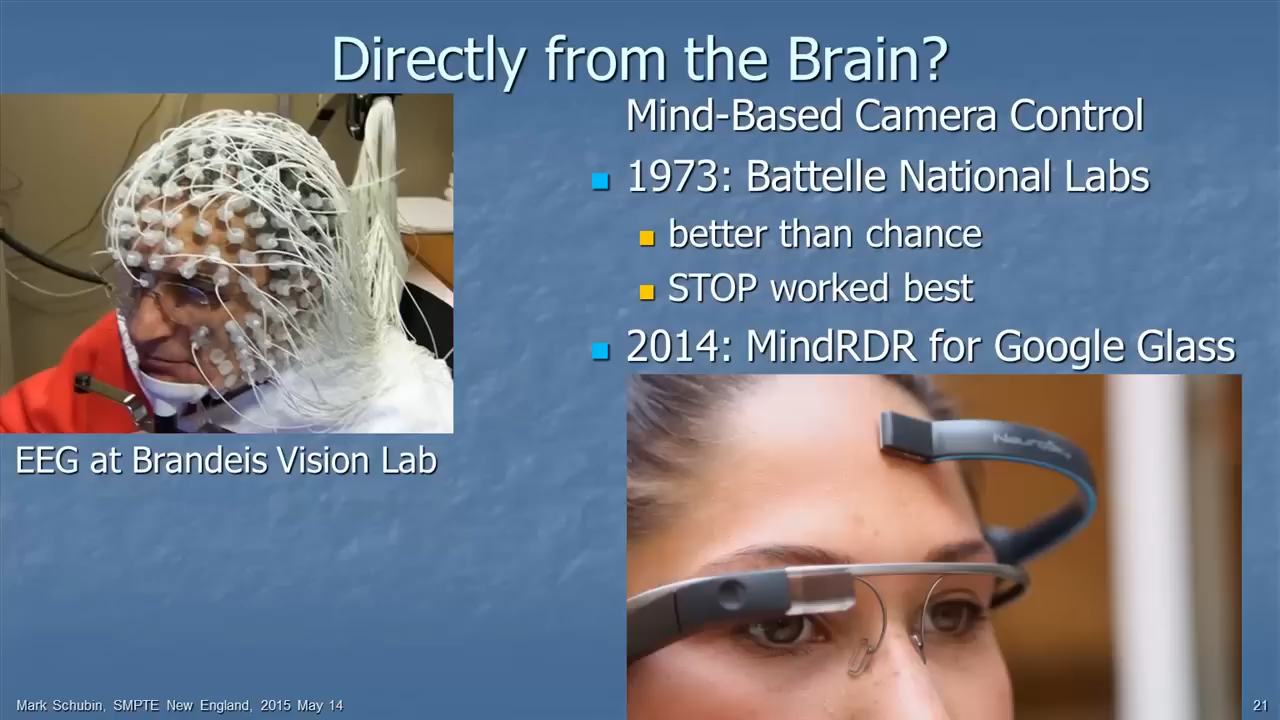 Directly from the Brain?
Mind-Based Camera Control
1973: Battelle National Labs
better than chance
STOP worked best
2014: MindRDR for Google Glass
EEG at Brandeis Vision Lab
NeuroSky
Mark Schubin, SMPTE New England, 2015 May 14
21